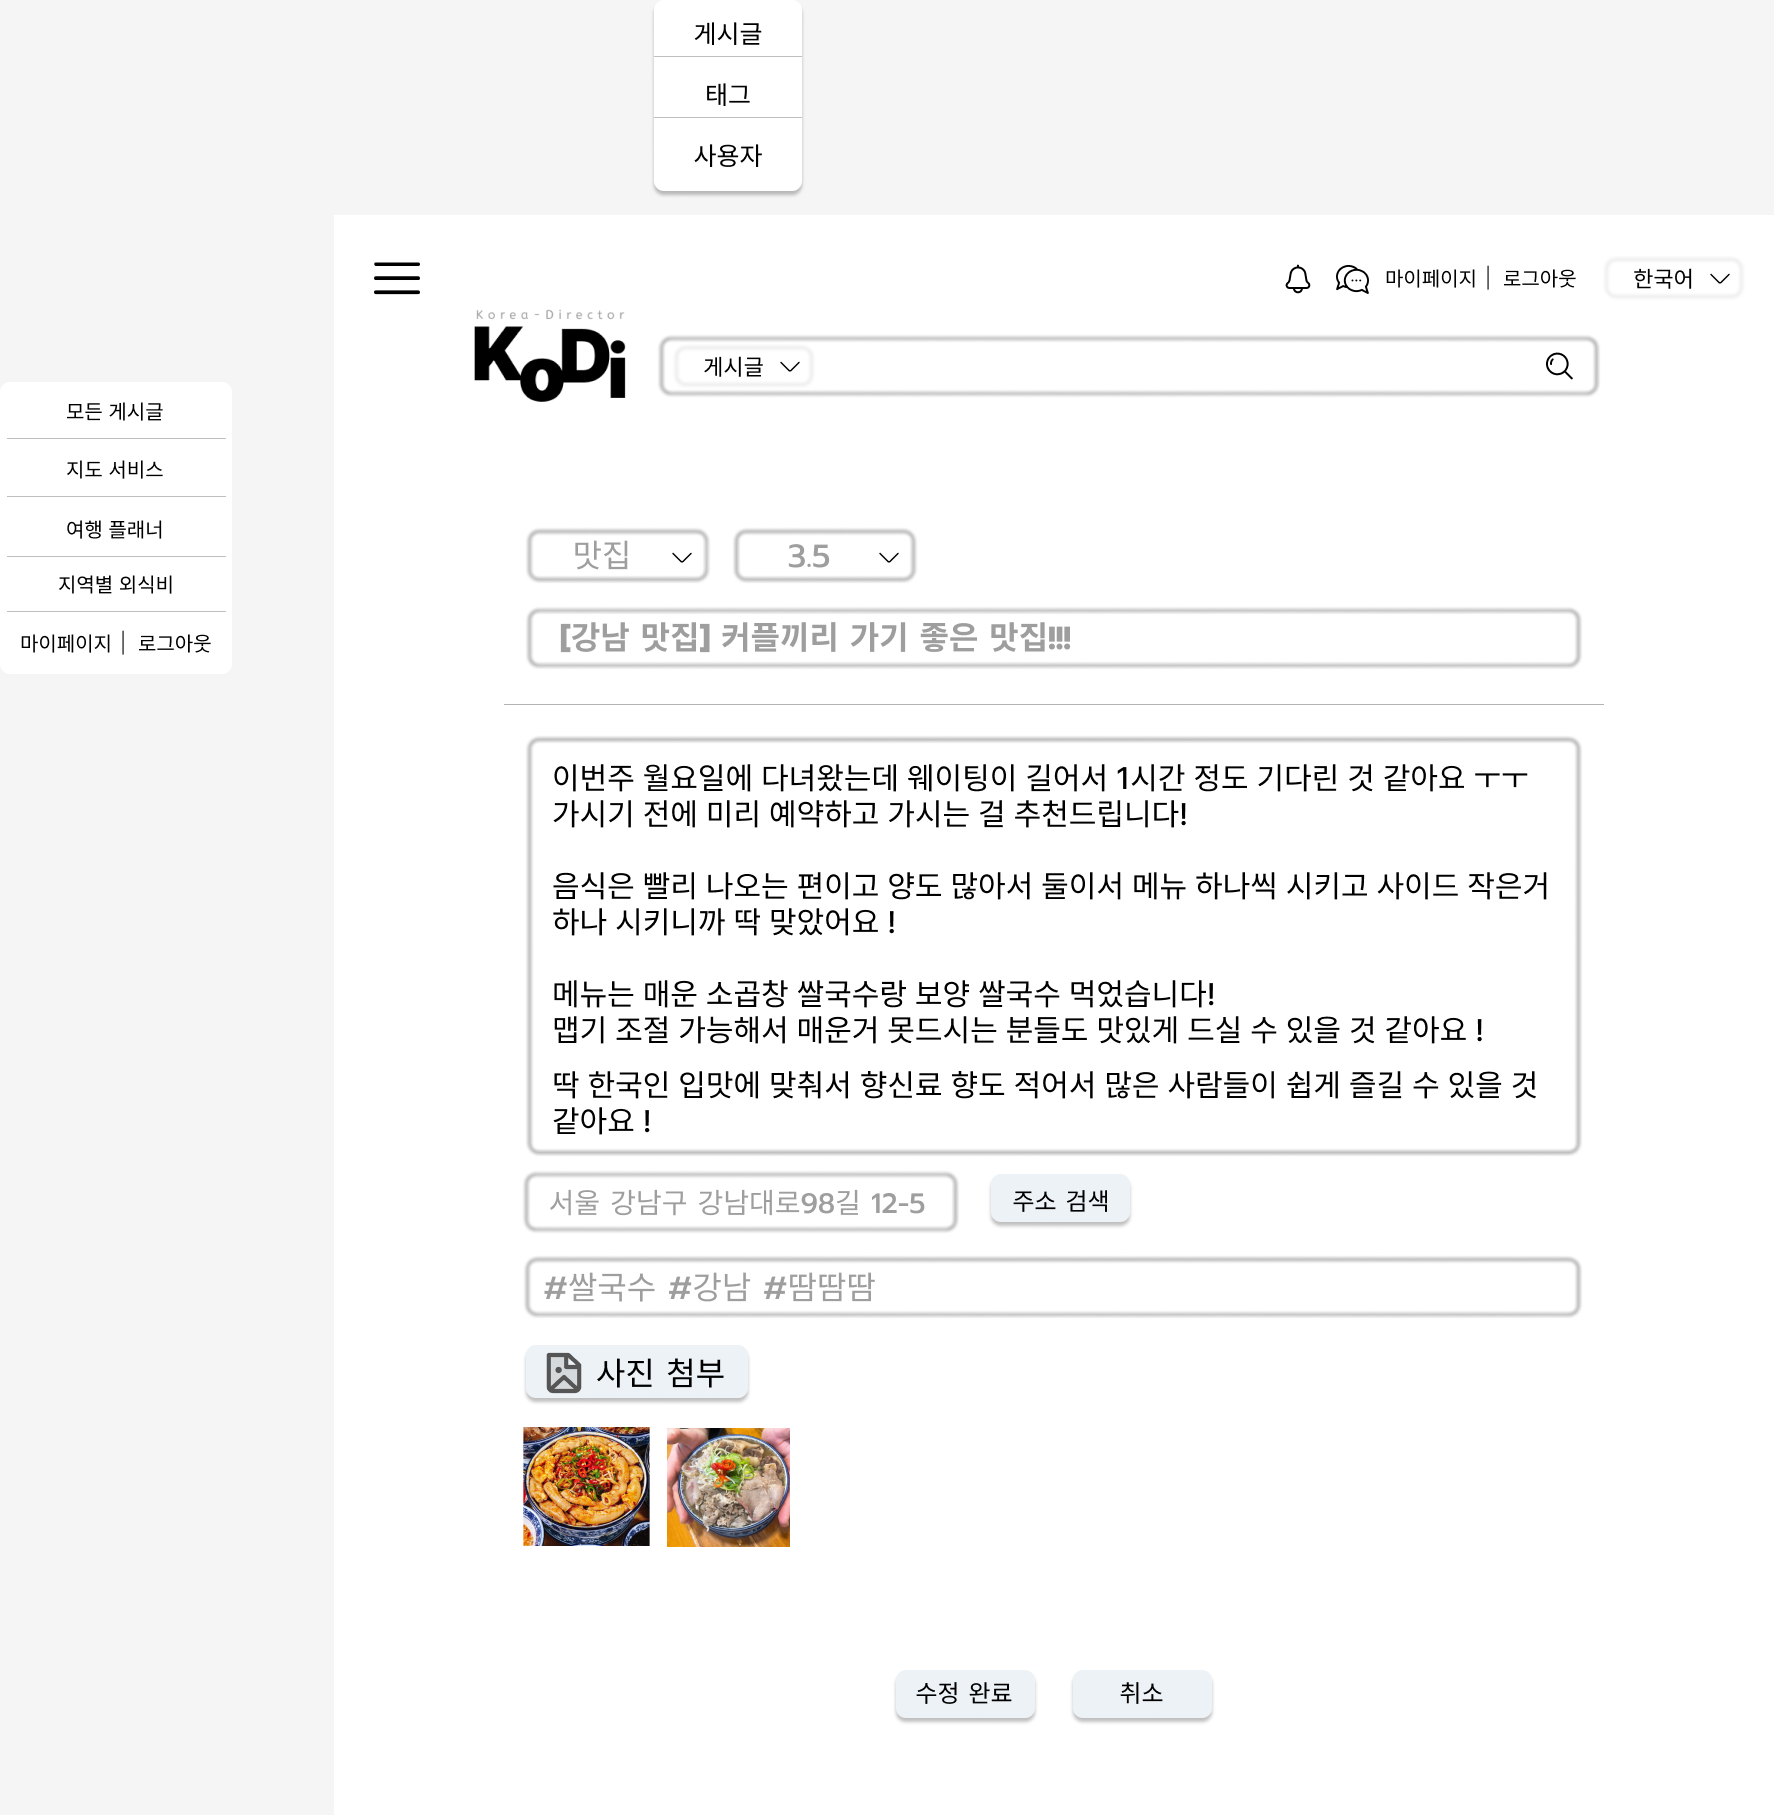 게시글
태그
사용자
마이페이지 | 로그아웃
한국어
Korea-Director
KoDi
게시글
모든 게시글
지도 서비스
여행 플래너
지역별 외식비
마이페이지 | 로그아웃
맛집
3.5
[강남 맛집] 커플끼리 가기 좋은 맛집!!!
이번주 월요일에 다녀왔는데 웨이팅이 길어서 1시간 정도 기다린 것 같아요 ㅜㅜ
가시기 전에 미리 예약하고 가시는 걸 추천드립니다!
음식은 빨리 나오는 편이고 양도 많아서 둘이서 메뉴 하나씩 시키고 사이드 작은거
하나 시키니까 딱 맞았어요 !
메뉴는 매운 소곱창 쌀국수랑 보양 쌀국수 먹었습니다!
맵기 조절 가능해서 매운거 못드시는 분들도 맛있게 드실 수 있을 것 같아요 !
딱 한국인 입맛에 맞춰서 향신료 향도 적어서 많은 사람들이 쉽게 즐길 수 있을 것
같아요 !
서울 강남구 강남대로98길 12-5
주소 검색
#쌀국수 #강남 #땀땀땀
사진 첨부
수정 완료
취소